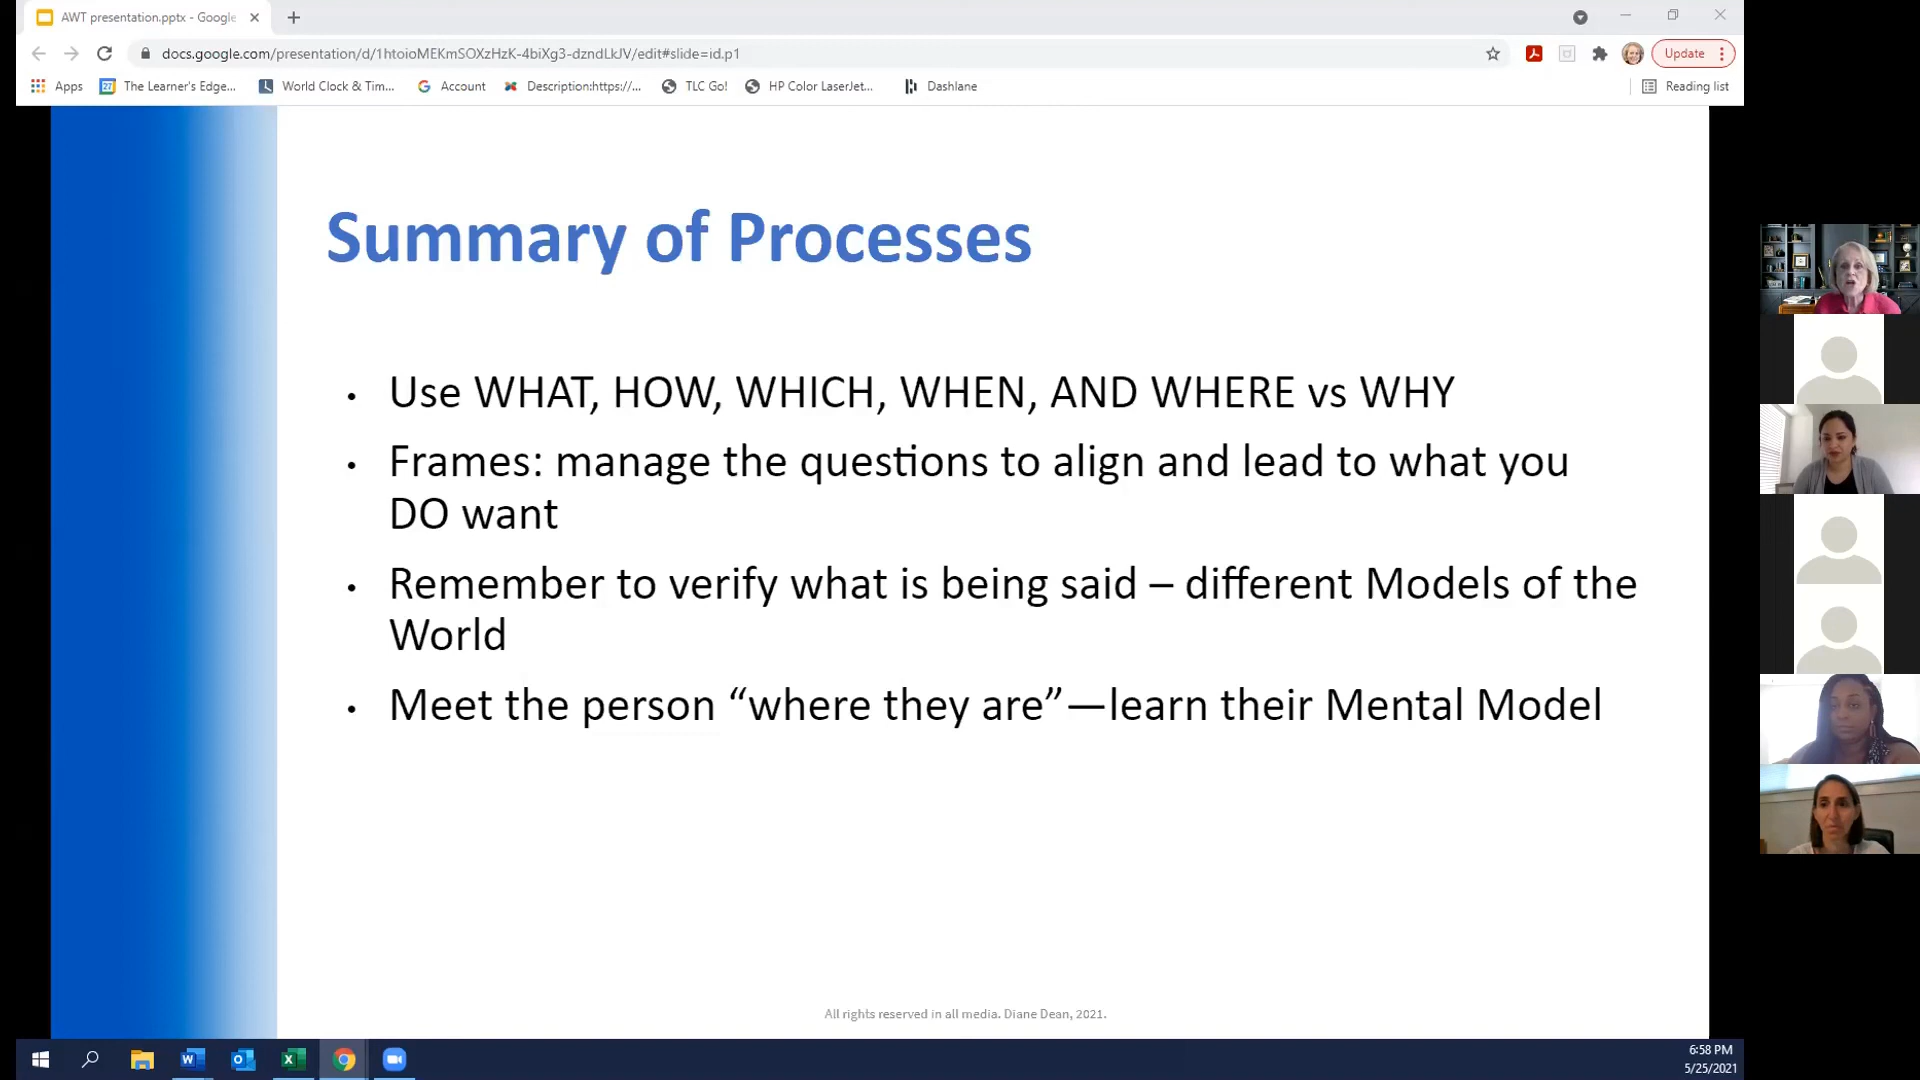 AWT presentation.pptx - Google
docs.google.com/presentation/d/1htoioMEKmSOXzHzK-4biXg3-dzndLkJV/edit#slide=id.p1
Update
Apps
27
The Learner's Edge...
World Clock & Tim...
Account
Description:https://...
TLC Go!
HP Color LaserJet...
Dashlane
Reading list
Summary of Processes
• Use WHAT, HOW, WHICH, WHEN, AND WHERE vs WHY
• Frames: manage the questions to align and lead to what you
DO want
• Remember to verify what is being said – different Models of the
World
• Meet the person “where they are”—learn their Mental Model
All rights reserved in all media. Diane Dean, 2021.
6:58 PM
5/25/2021